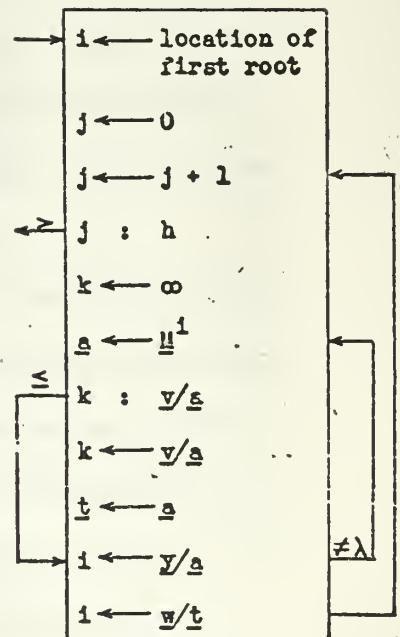 i ← location of
first root
j ← 0
j ← j + 1
> j : h
k ← ∞
a ← M^i
≤ k : v/a
k ← v/a
t ← a
i ← y/a ≠λ
i ← w/t